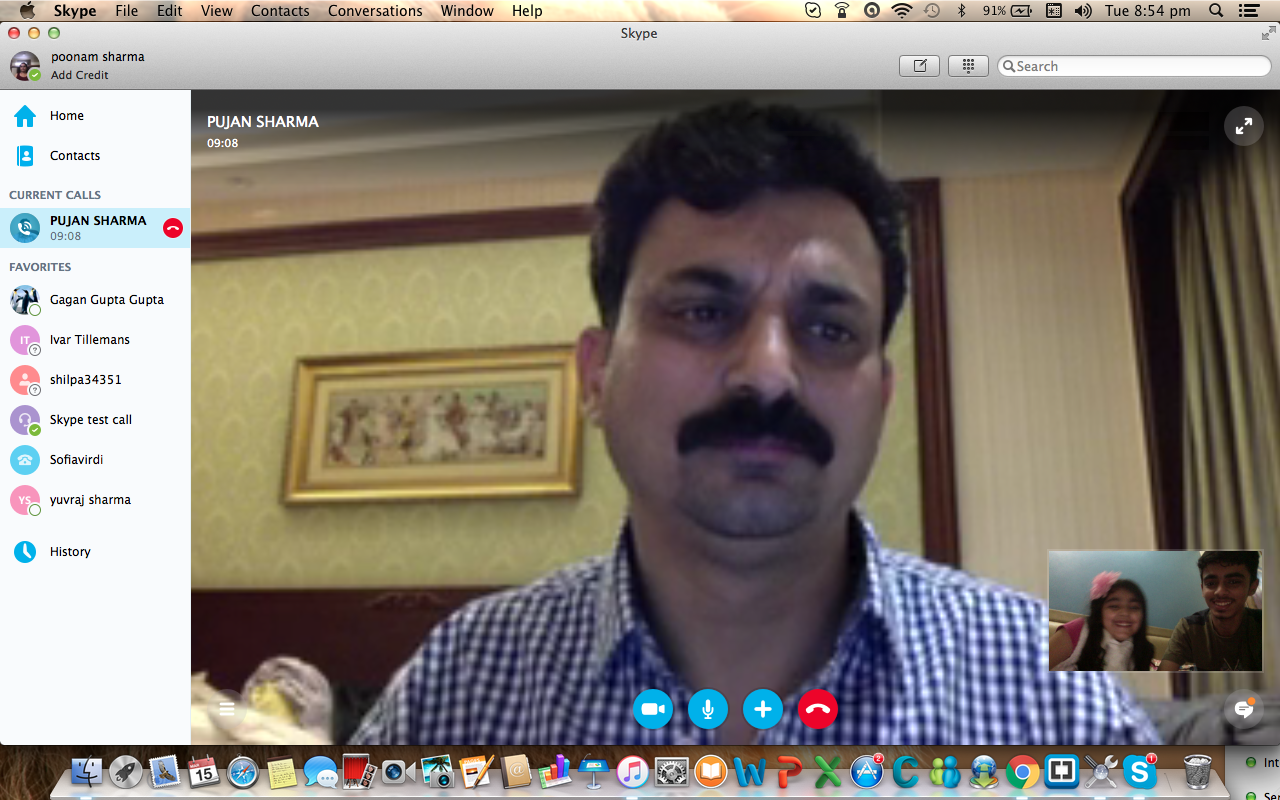 Skype File Edit View Contacts Conversations Window Help 91% Tue 8:54 pm
Skype
poonam sharma
Add Credit
Search
Home
Contacts
CURRENT CALLS
PUJAN SHARMA
09:08
FAVORITES
Gagan Gupta Gupta
IT Ivar Tillemans
shilpa34351
Skype test call
Sofiavirdi
YS yuvraj sharma
History
PUJAN SHARMA
09:08
15
2
1
Int
Ser